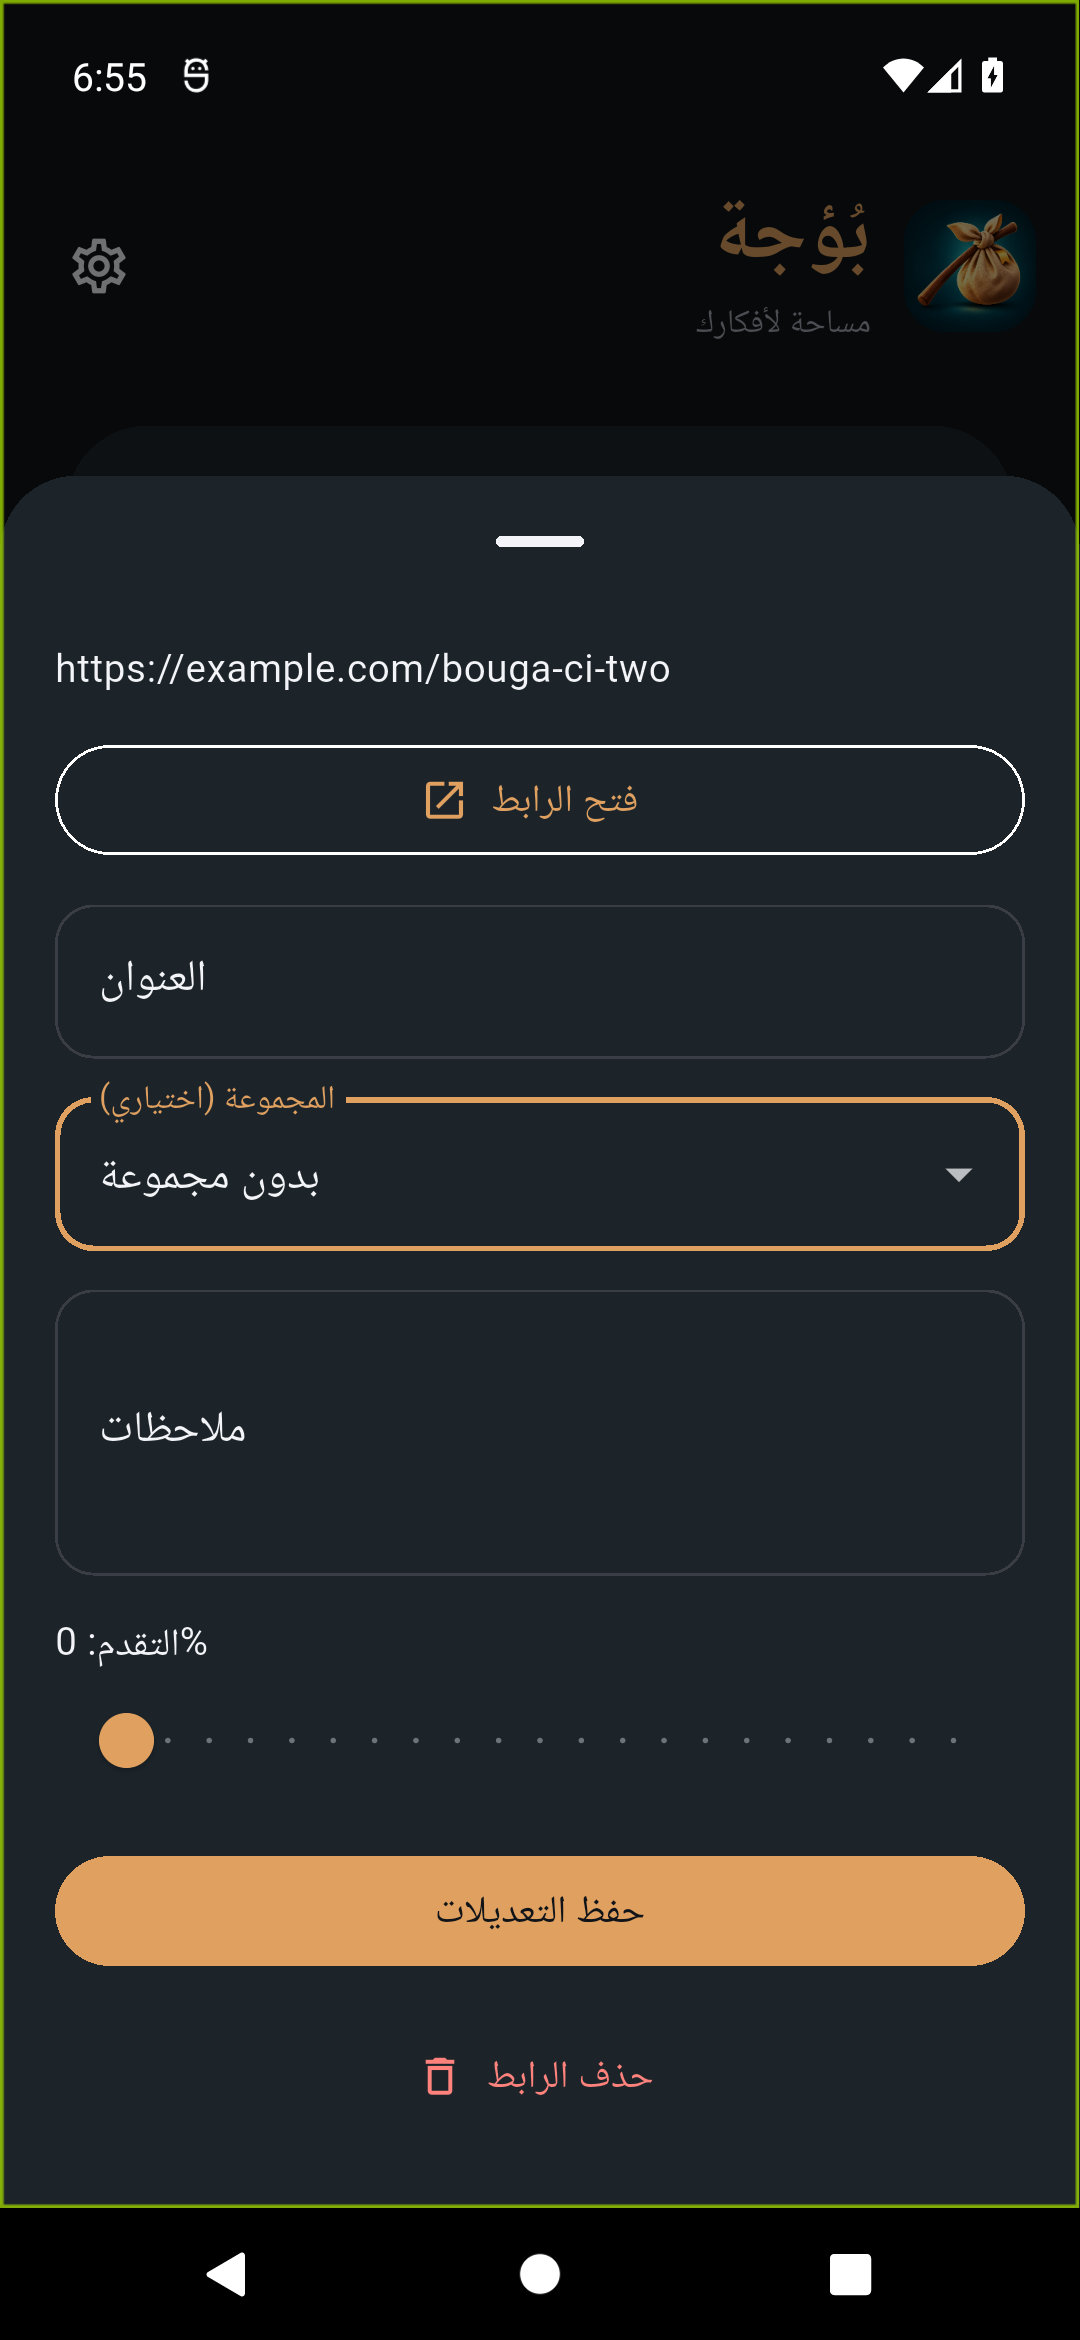 6:55
بُؤجة
مساحة لأفكارك
https://example.com/bouga-ci-two
فتح الرابط
العنوان
المجموعة (اختياري)
بدون مجموعة
ملاحظات
التقدم: 0%
حفظ التعديلات
حذف الرابط